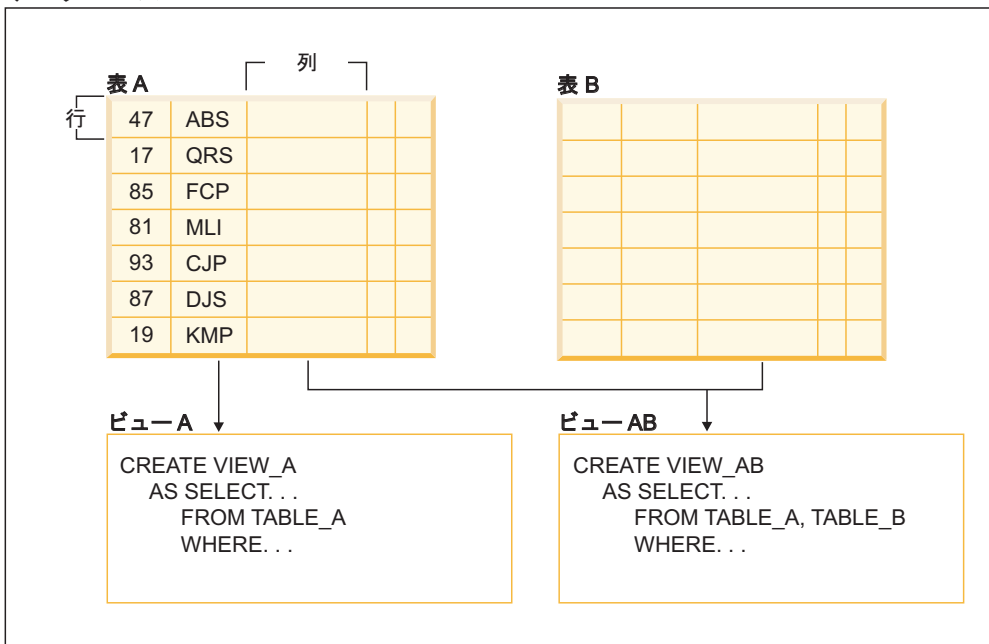 列
表 A
表 B
行
47 ABS
17 QRS
85 FCP
81 MLI
93 CJP
87 DJS
19 KMP
ビュー A
ビュー AB
CREATE VIEW_A
AS SELECT. . .
FROM TABLE_A
WHERE. . .
CREATE VIEW_AB
AS SELECT. . .
FROM TABLE_A, TABLE_B
WHERE. . .